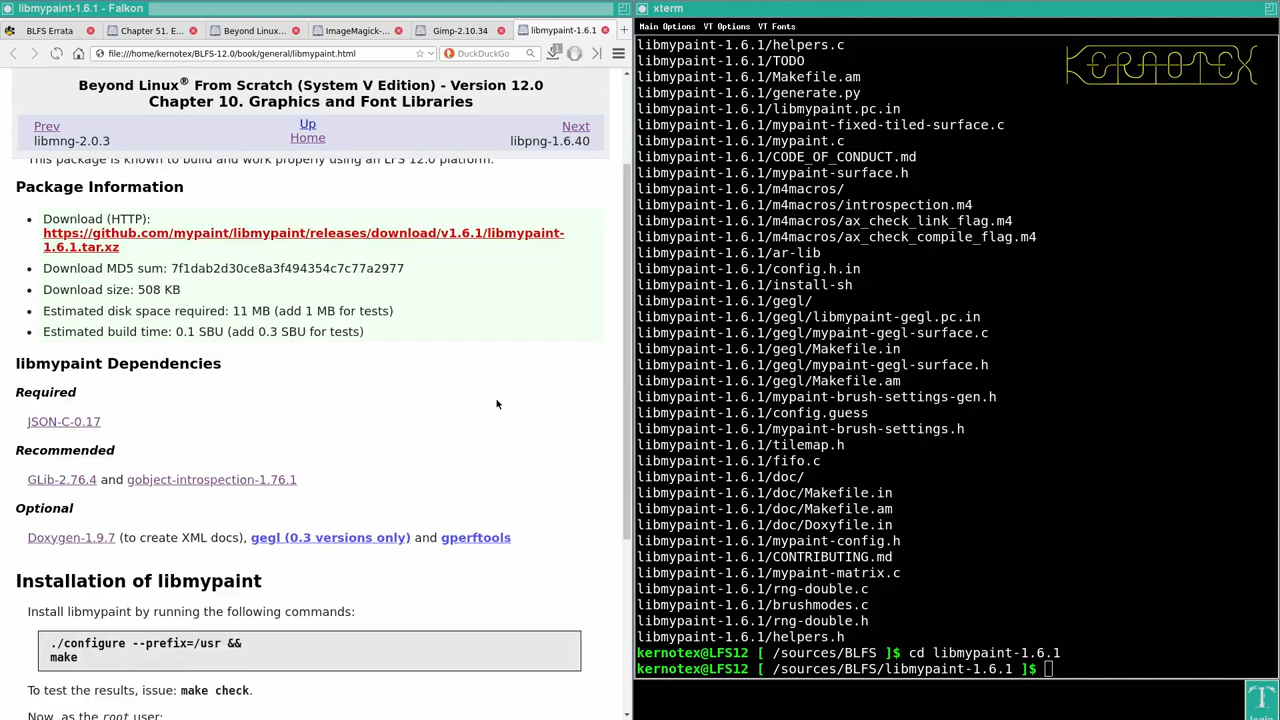 libmypaint-1.6.1 - Falkon
BLFS Errata
Chapter 51. E...
Beyond Linux...
ImageMagick-...
Gimp-2.10.34
libmypaint-1.6.1
file:///home/kernotex/BLFS-12.0/book/general/libmypaint.html
DuckDuckGo
Beyond Linux® From Scratch (System V Edition) - Version 12.0
Chapter 10. Graphics and Font Libraries
Prev
Up
Next
libmng-2.0.3
Home
libpng-1.6.40
This package is known to build and work properly using an LFS 12.0 platform.
Package Information
Download (HTTP):
https://github.com/mypaint/libmypaint/releases/download/v1.6.1/libmypaint-
1.6.1.tar.xz
Download MD5 sum: 7f1dab2d30ce8a3f494354c7c77a2977
Download size: 508 KB
Estimated disk space required: 11 MB (add 1 MB for tests)
Estimated build time: 0.1 SBU (add 0.3 SBU for tests)
libmypaint Dependencies
Required
JSON-C-0.17
Recommended
GLib-2.76.4 and gobject-introspection-1.76.1
Optional
Doxygen-1.9.7 (to create XML docs), gegl (0.3 versions only) and gperftools
Installation of libmypaint
Install libmypaint by running the following commands:
./configure --prefix=/usr &&
make
To test the results, issue: make check.
Now, as the root user:
xterm
Main Options VT Options VT Fonts
KERNOTEX
libmypaint-1.6.1/helpers.c
libmypaint-1.6.1/TODO
libmypaint-1.6.1/Makefile.am
libmypaint-1.6.1/generate.py
libmypaint-1.6.1/libmypaint.pc.in
libmypaint-1.6.1/mypaint-fixed-tiled-surface.c
libmypaint-1.6.1/mypaint.c
libmypaint-1.6.1/CODE_OF_CONDUCT.md
libmypaint-1.6.1/mypaint-surface.h
libmypaint-1.6.1/m4macros/
libmypaint-1.6.1/m4macros/introspection.m4
libmypaint-1.6.1/m4macros/ax_check_link_flag.m4
libmypaint-1.6.1/m4macros/ax_check_compile_flag.m4
libmypaint-1.6.1/ar-lib
libmypaint-1.6.1/config.h.in
libmypaint-1.6.1/install-sh
libmypaint-1.6.1/gegl/
libmypaint-1.6.1/gegl/libmypaint-gegl.pc.in
libmypaint-1.6.1/gegl/mypaint-gegl-surface.c
libmypaint-1.6.1/gegl/Makefile.in
libmypaint-1.6.1/gegl/mypaint-gegl-surface.h
libmypaint-1.6.1/gegl/Makefile.am
libmypaint-1.6.1/mypaint-brush-settings-gen.h
libmypaint-1.6.1/config.guess
libmypaint-1.6.1/mypaint-brush-settings.h
libmypaint-1.6.1/tilemap.h
libmypaint-1.6.1/fifo.c
libmypaint-1.6.1/doc/
libmypaint-1.6.1/doc/Makefile.in
libmypaint-1.6.1/doc/Makefile.am
libmypaint-1.6.1/doc/Doxyfile.in
libmypaint-1.6.1/mypaint-config.h
libmypaint-1.6.1/CONTRIBUTING.md
libmypaint-1.6.1/mypaint-matrix.c
libmypaint-1.6.1/rng-double.c
libmypaint-1.6.1/brushmodes.c
libmypaint-1.6.1/rng-double.h
libmypaint-1.6.1/helpers.h
kernotex@LFS12 [ /sources/BLFS ]$ cd libmypaint-1.6.1
kernotex@LFS12 [ /sources/BLFS/libmypaint-1.6.1 ]$
T
login